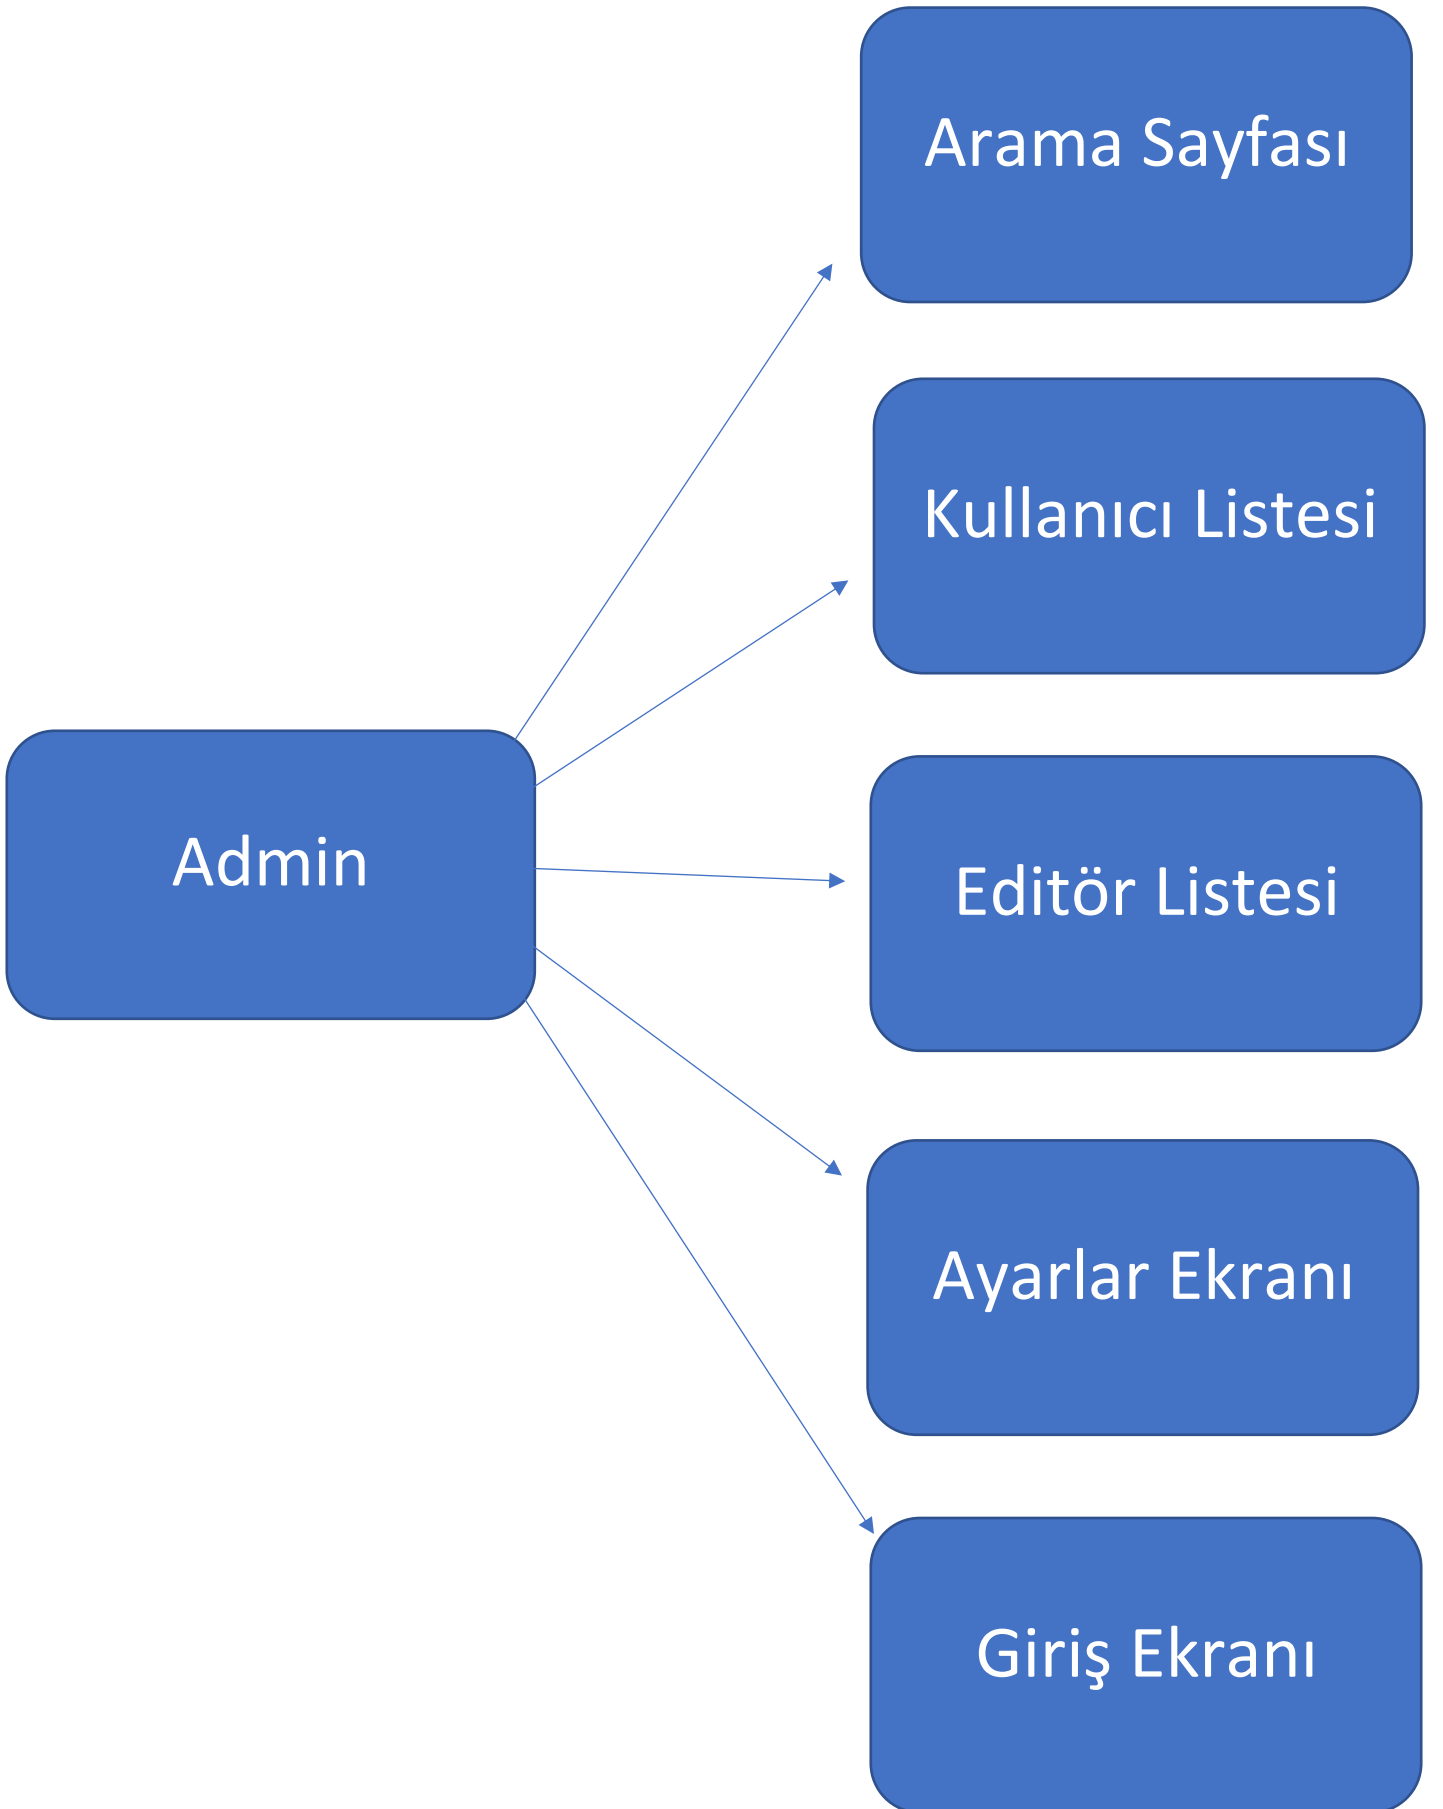 Arama Sayfası
Kullanıcı Listesi
Admin
Editör Listesi
Ayarlar Ekranı
Giriş Ekranı